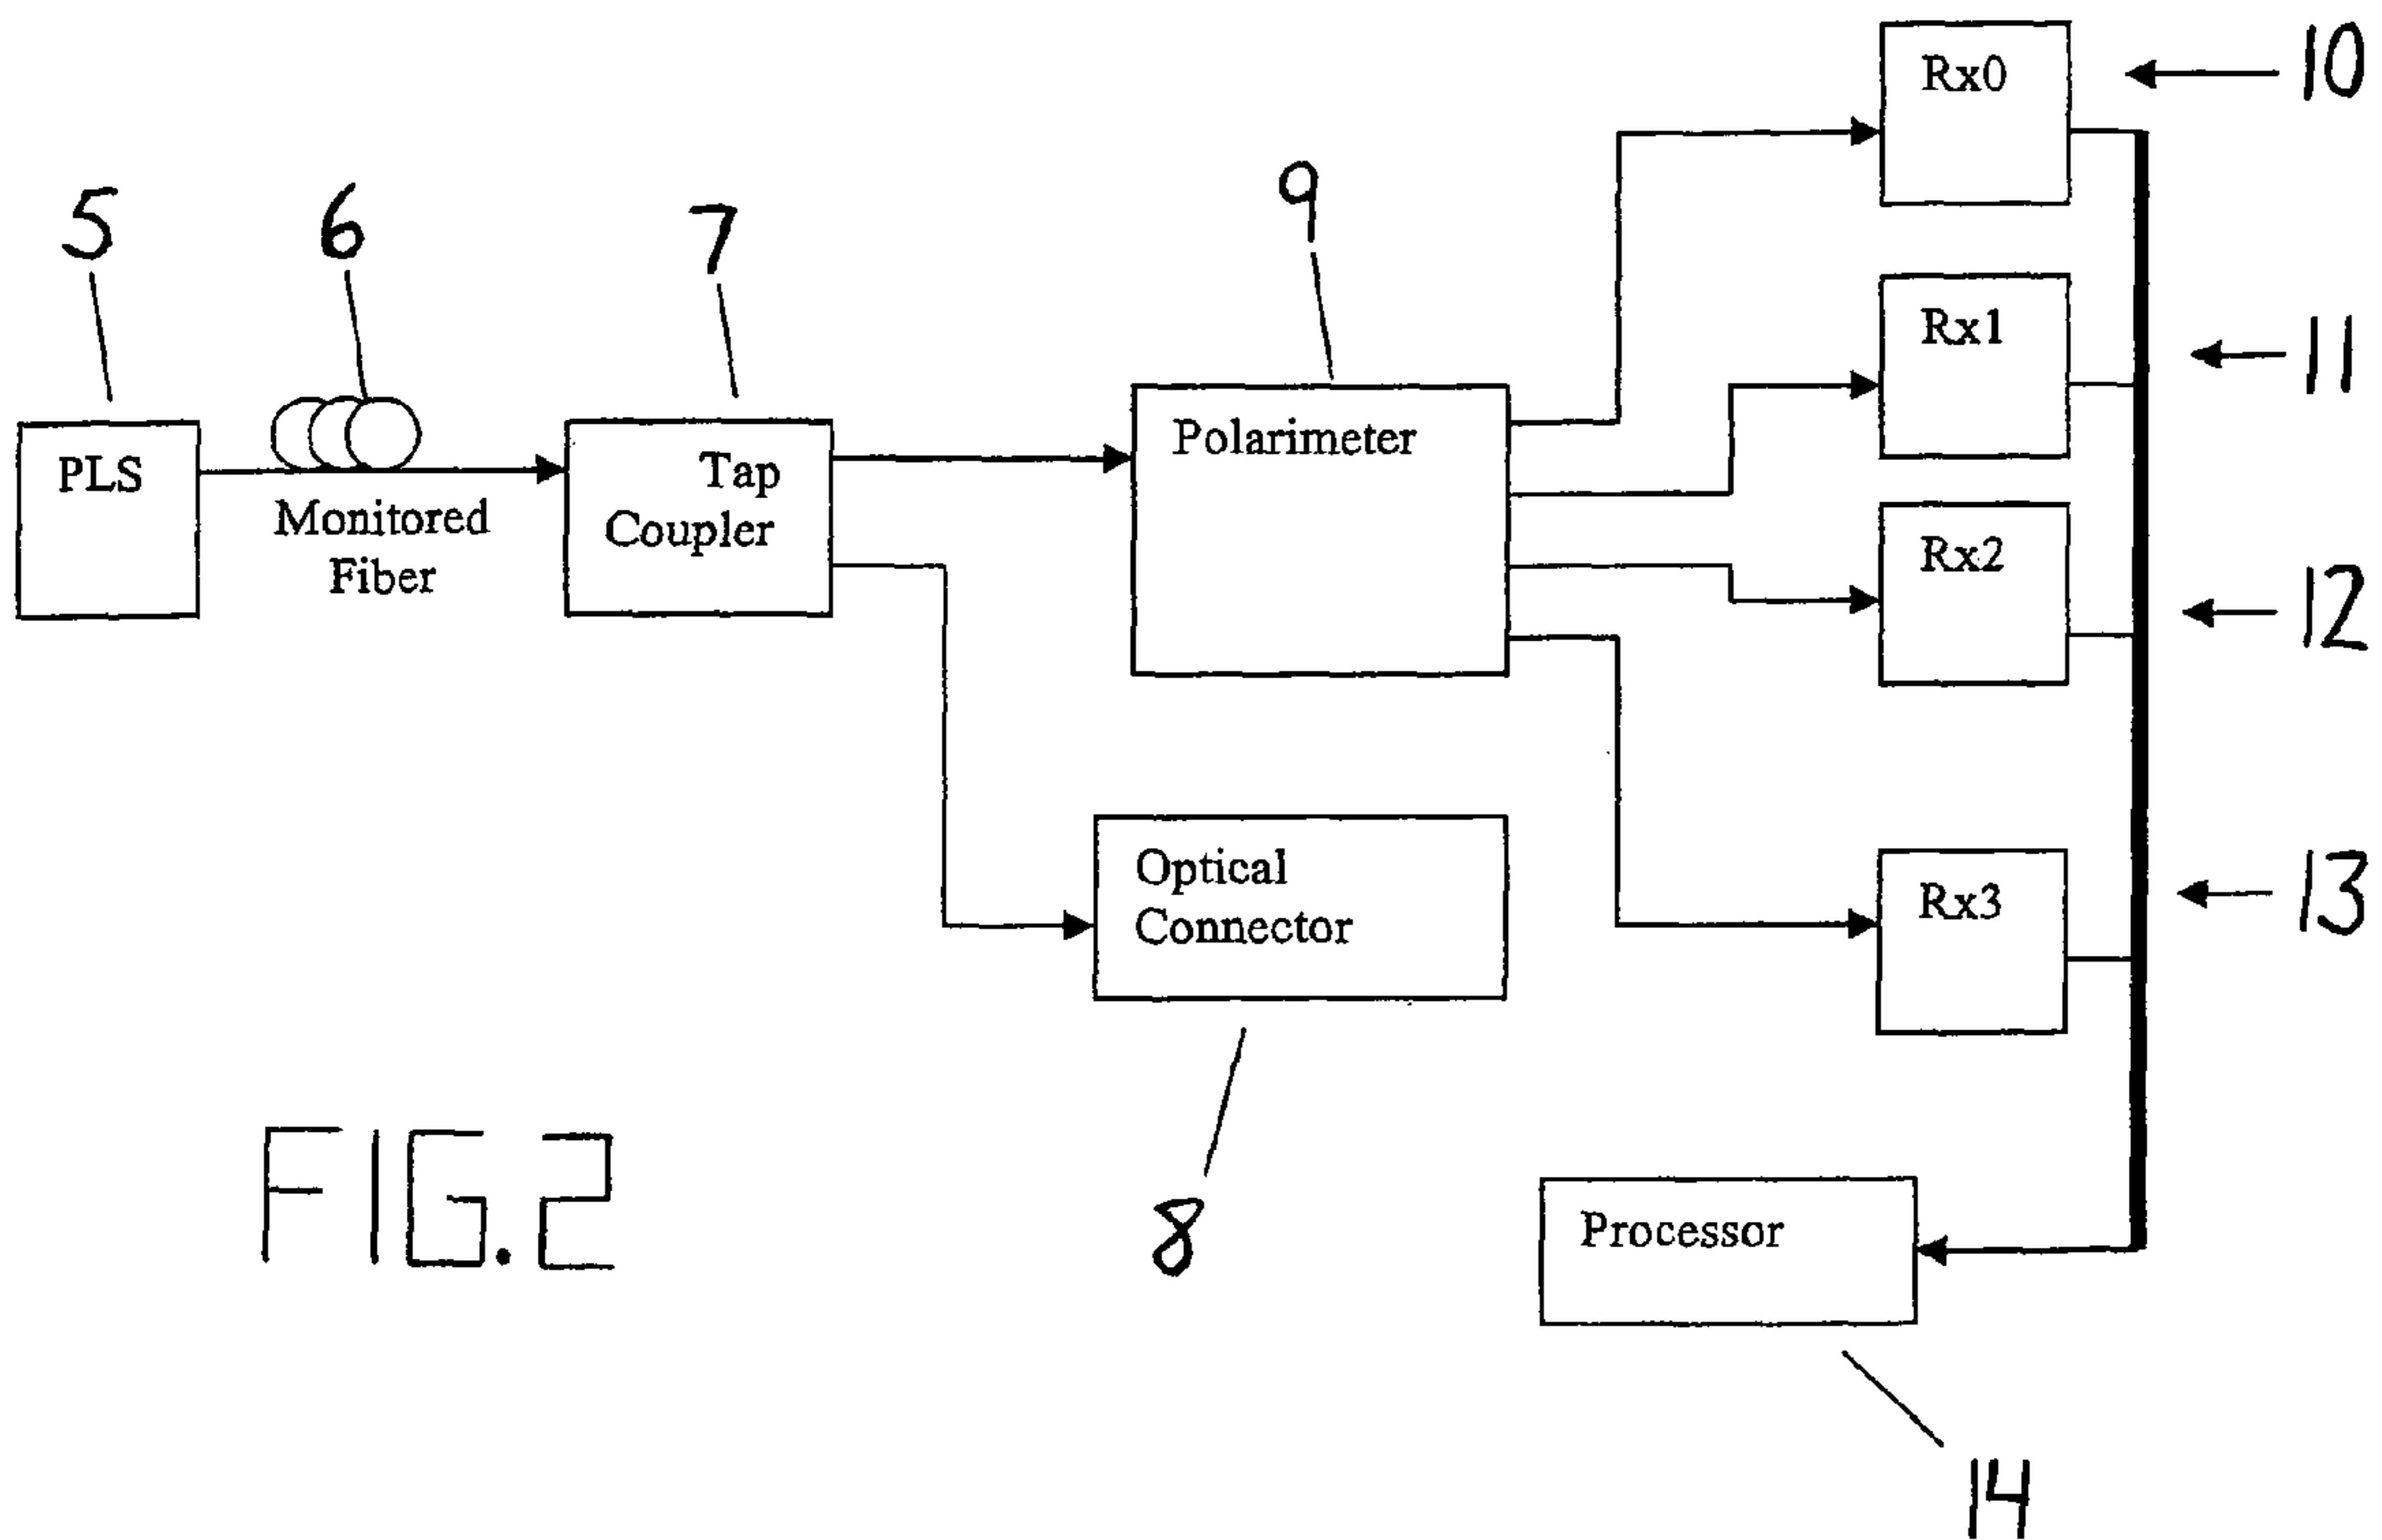 10
Rx0
9
5
6
7
Rx1
11
Polarimeter
PLS
Tap
Coupler
Monitored
Fiber
Rx2
12
Optical
Connector
Rx3
13
FIG.2
8
Processor
14